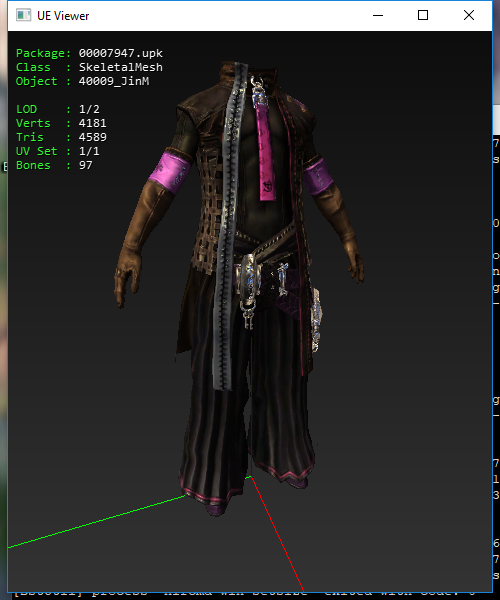 UE Viewer
Package: 00007947.upk
Class : SkeletalMesh
Object : 40009_JinM
LOD : 1/2
Verts : 4181
Tris : 4589
UV Set : 1/1
Bones : 97